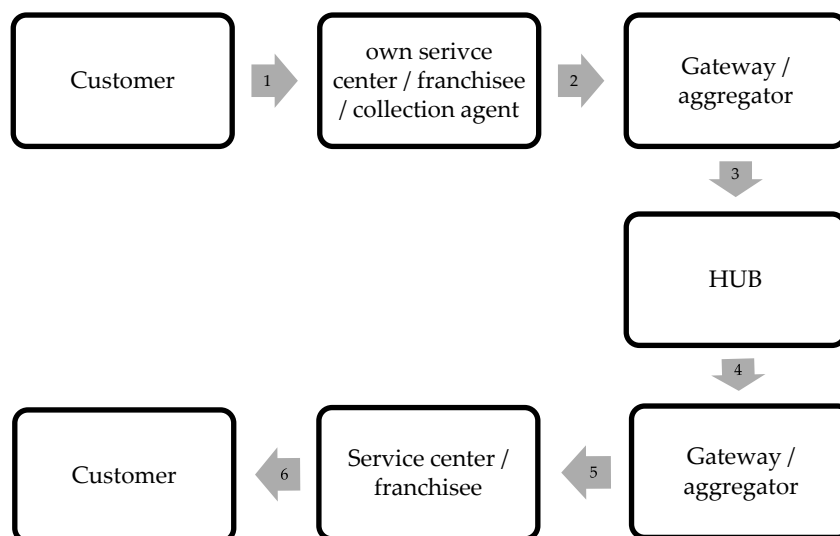 Customer
1
own serivce
center / franchisee
/ collection agent
2
Gateway /
aggregator
3
HUB
4
Gateway /
aggregator
5
Service center /
franchisee
6
Customer